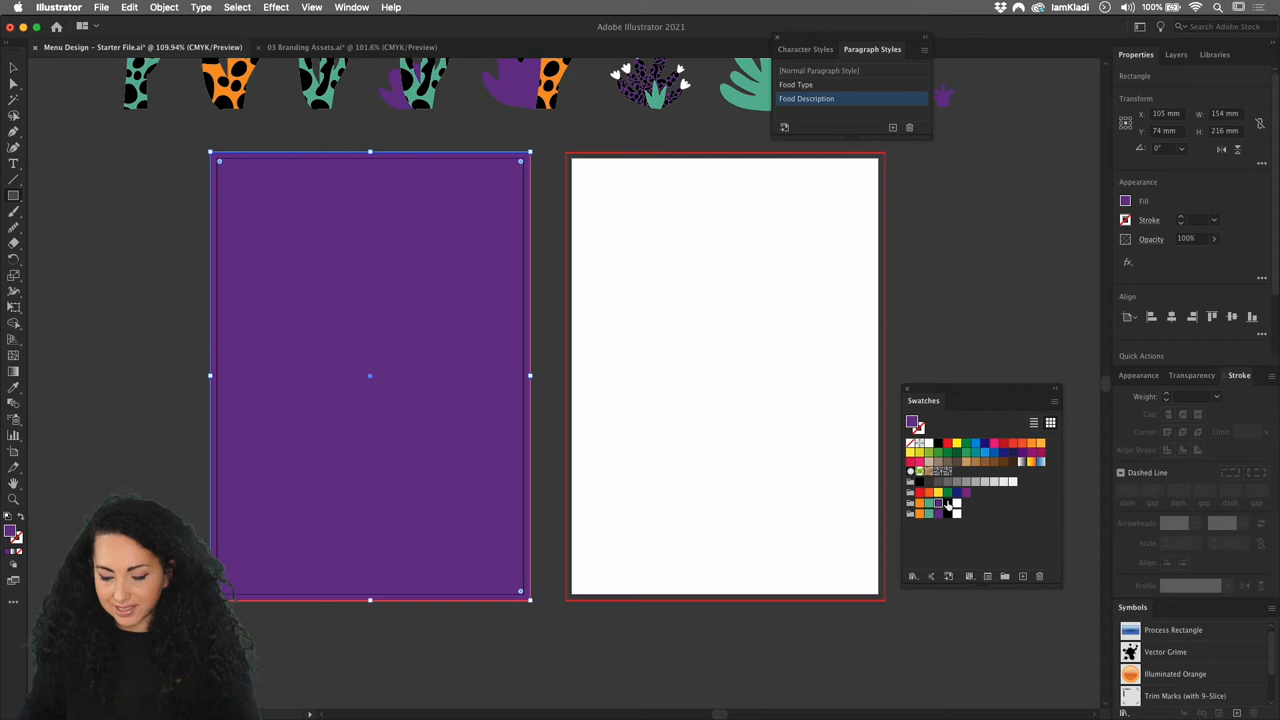 Illustrator File Edit Object Type Select Effect View Window Help
100% IamKladi
Adobe Illustrator 2021
Search Adobe Stock
Menu Design – Starter File.ai* @ 109.94% (CMYK/Preview)
03 Branding Assets.ai* @ 101.6% (CMYK/Preview)
Character Styles Paragraph Styles
[Normal Paragraph Style]
Food Type
Food Description
Properties Layers Libraries
Rectangle
Transform
X: 105 mm W: 154 mm
Y: 74 mm H: 216 mm
0°
Appearance
Fill
Stroke
Opacity 100%
fx.
Align
Quick Actions
Appearance Transparency Stroke
Weight:
Cap:
Corner: Limit:
Align Stroke:
Dashed Line
dash gap dash gap dash gap
Arrowheads:
Scale:
Align:
Profile:
Swatches
Symbols
Process Rectangle
Vector Grime
Illuminated Orange
Trim Marks (with 9-Slice)